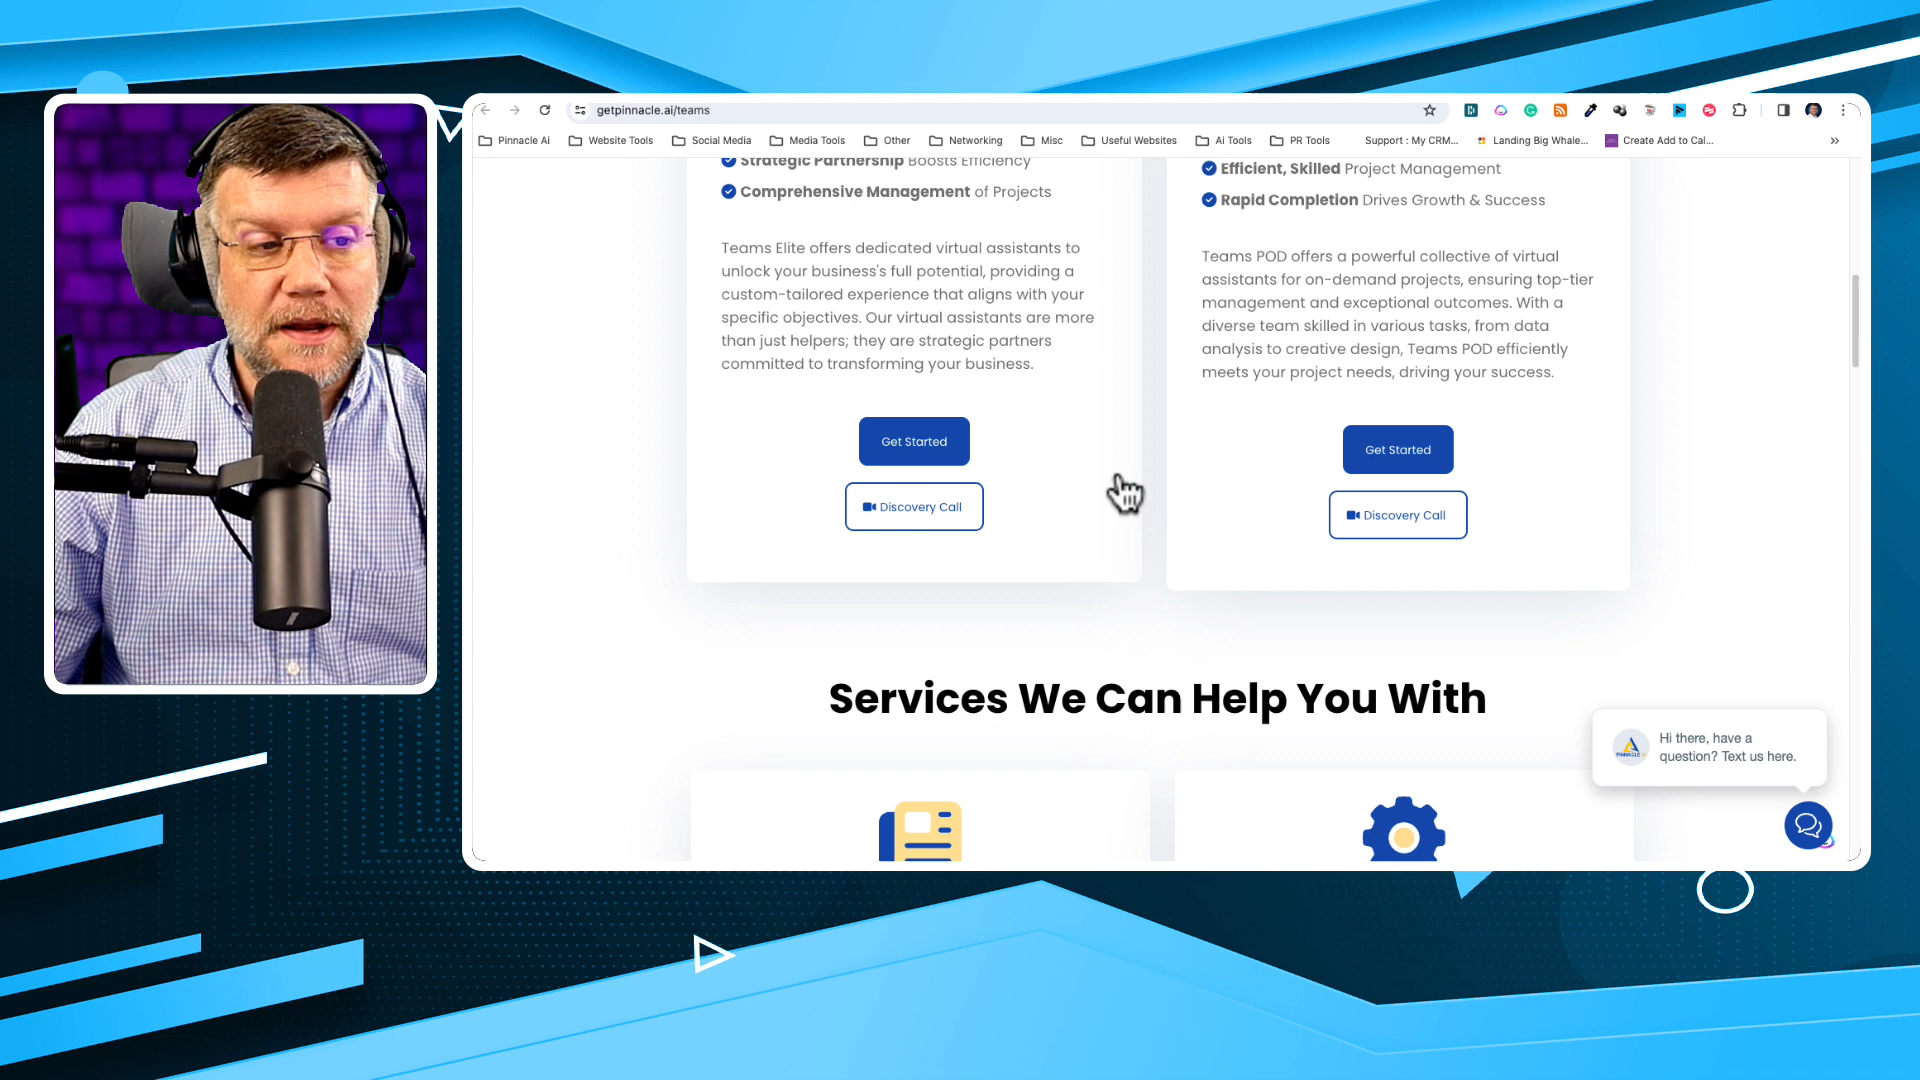 getpinnacle.ai/teams
Pinnacle Ai
Website Tools
Social Media
Media Tools
Other
Networking
Misc
Useful Websites
Ai Tools
PR Tools
Support : My CRM...
Landing Big Whale...
Create Add to Cal...
Strategic Partnership Boosts Efficiency
Comprehensive Management of Projects
Teams Elite offers dedicated virtual assistants to
unlock your business's full potential, providing a
custom-tailored experience that aligns with your
specific objectives. Our virtual assistants are more
than just helpers; they are strategic partners
committed to transforming your business.
Get Started
Discovery Call
Efficient, Skilled Project Management
Rapid Completion Drives Growth & Success
Teams POD offers a powerful collective of virtual
assistants for on-demand projects, ensuring top-tier
management and exceptional outcomes. With a
diverse team skilled in various tasks, from data
analysis to creative design, Teams POD efficiently
meets your project needs, driving your success.
Get Started
Discovery Call
Services We Can Help You With
PINNACLE
Hi there, have a
question? Text us here.